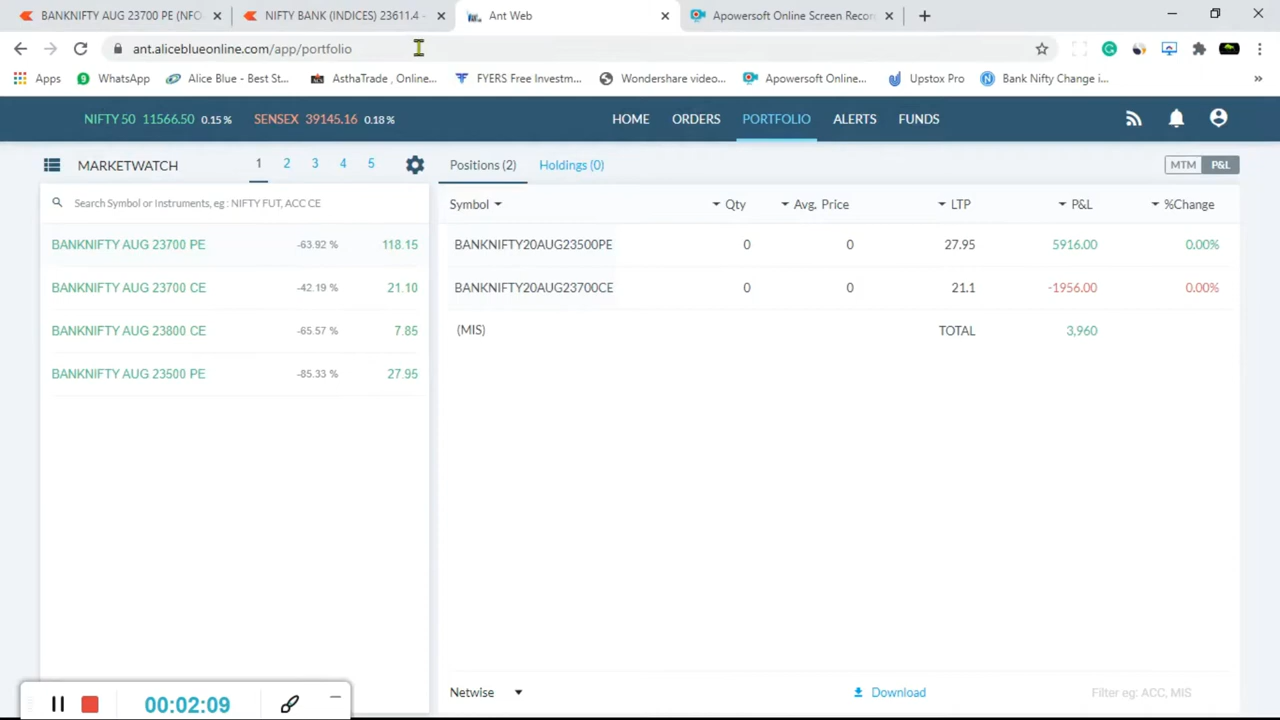 BANKNIFTY AUG 23700 PE (NFO
NIFTY BANK (INDICES) 23611.4 -
Ant Web
Apowersoft Online Screen Recor
ant.aliceblueonline.com/app/portfolio
Apps
WhatsApp
Alice Blue - Best St...
AsthaTrade , Online...
FYERS Free Investm...
Wondershare video...
Apowersoft Online...
Upstox Pro
Bank Nifty Change i...
»
NIFTY 50 11566.50 0.15 %
SENSEX 39145.16 0.18 %
HOME ORDERS PORTFOLIO ALERTS FUNDS
MARKETWATCH 1 2 3 4 5
Positions (2) Holdings (0) MTM P&L
Search Symbol or Instruments, eg : NIFTY FUT, ACC CE
Symbol Qty Avg. Price LTP P&L %Change
BANKNIFTY AUG 23700 PE -63.92 % 118.15
BANKNIFTY20AUG23500PE 0 0 27.95 5916.00 0.00%
BANKNIFTY AUG 23700 CE -42.19 % 21.10
BANKNIFTY20AUG23700CE 0 0 21.1 -1956.00 0.00%
BANKNIFTY AUG 23800 CE -65.57 % 7.85
(MIS) TOTAL 3,960
BANKNIFTY AUG 23500 PE -85.33 % 27.95
Netwise Download Filter eg: ACC, MIS
00:02:09